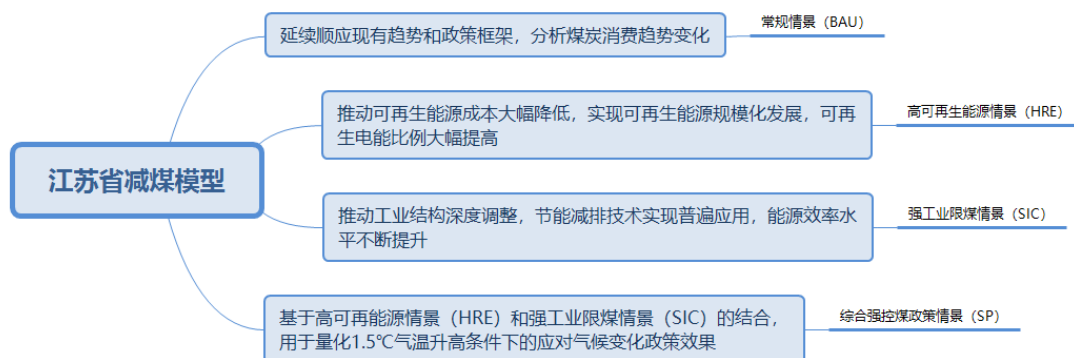 延续顺应现有趋势和政策框架，分析煤炭消费趋势变化
常规情景（BAU）
推动可再生能源成本大幅降低，实现可再生能源规模化发展，可再
生电能比例大幅提高
高可再生能源情景（HRE）
江苏省减煤模型
推动工业结构深度调整，节能减排技术实现普遍应用，能源效率水
平不断提升
强工业限煤情景（SIC）
基于高可再能源情景（HRE）和强工业限煤情景（SIC）的结合，
用于量化1.5℃气温升高条件下的应对气候变化政策效果
综合强控煤政策情景（SP）